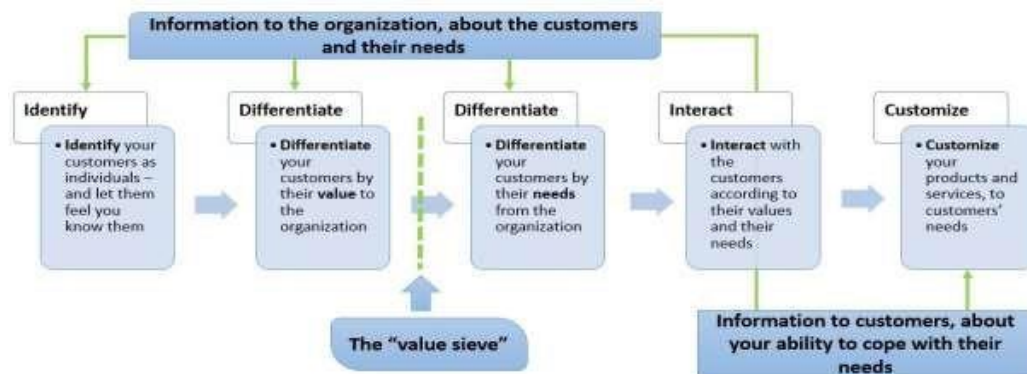 Information to the organization, about the customers
and their needs
Identify
• Identify your
customers as
individuals –
and let them
feel you
know them
Differentiate
• Differentiate
your
customers by
their value to
the
organization
Differentiate
• Differentiate
your
customers by
their needs
from the
organization
Interact
• Interact with
the
customers
according to
their values
and their
needs
Customize
• Customize
your
products and
services, to
customers'
needs
The "value sieve"
Information to customers, about
your ability to cope with their
needs